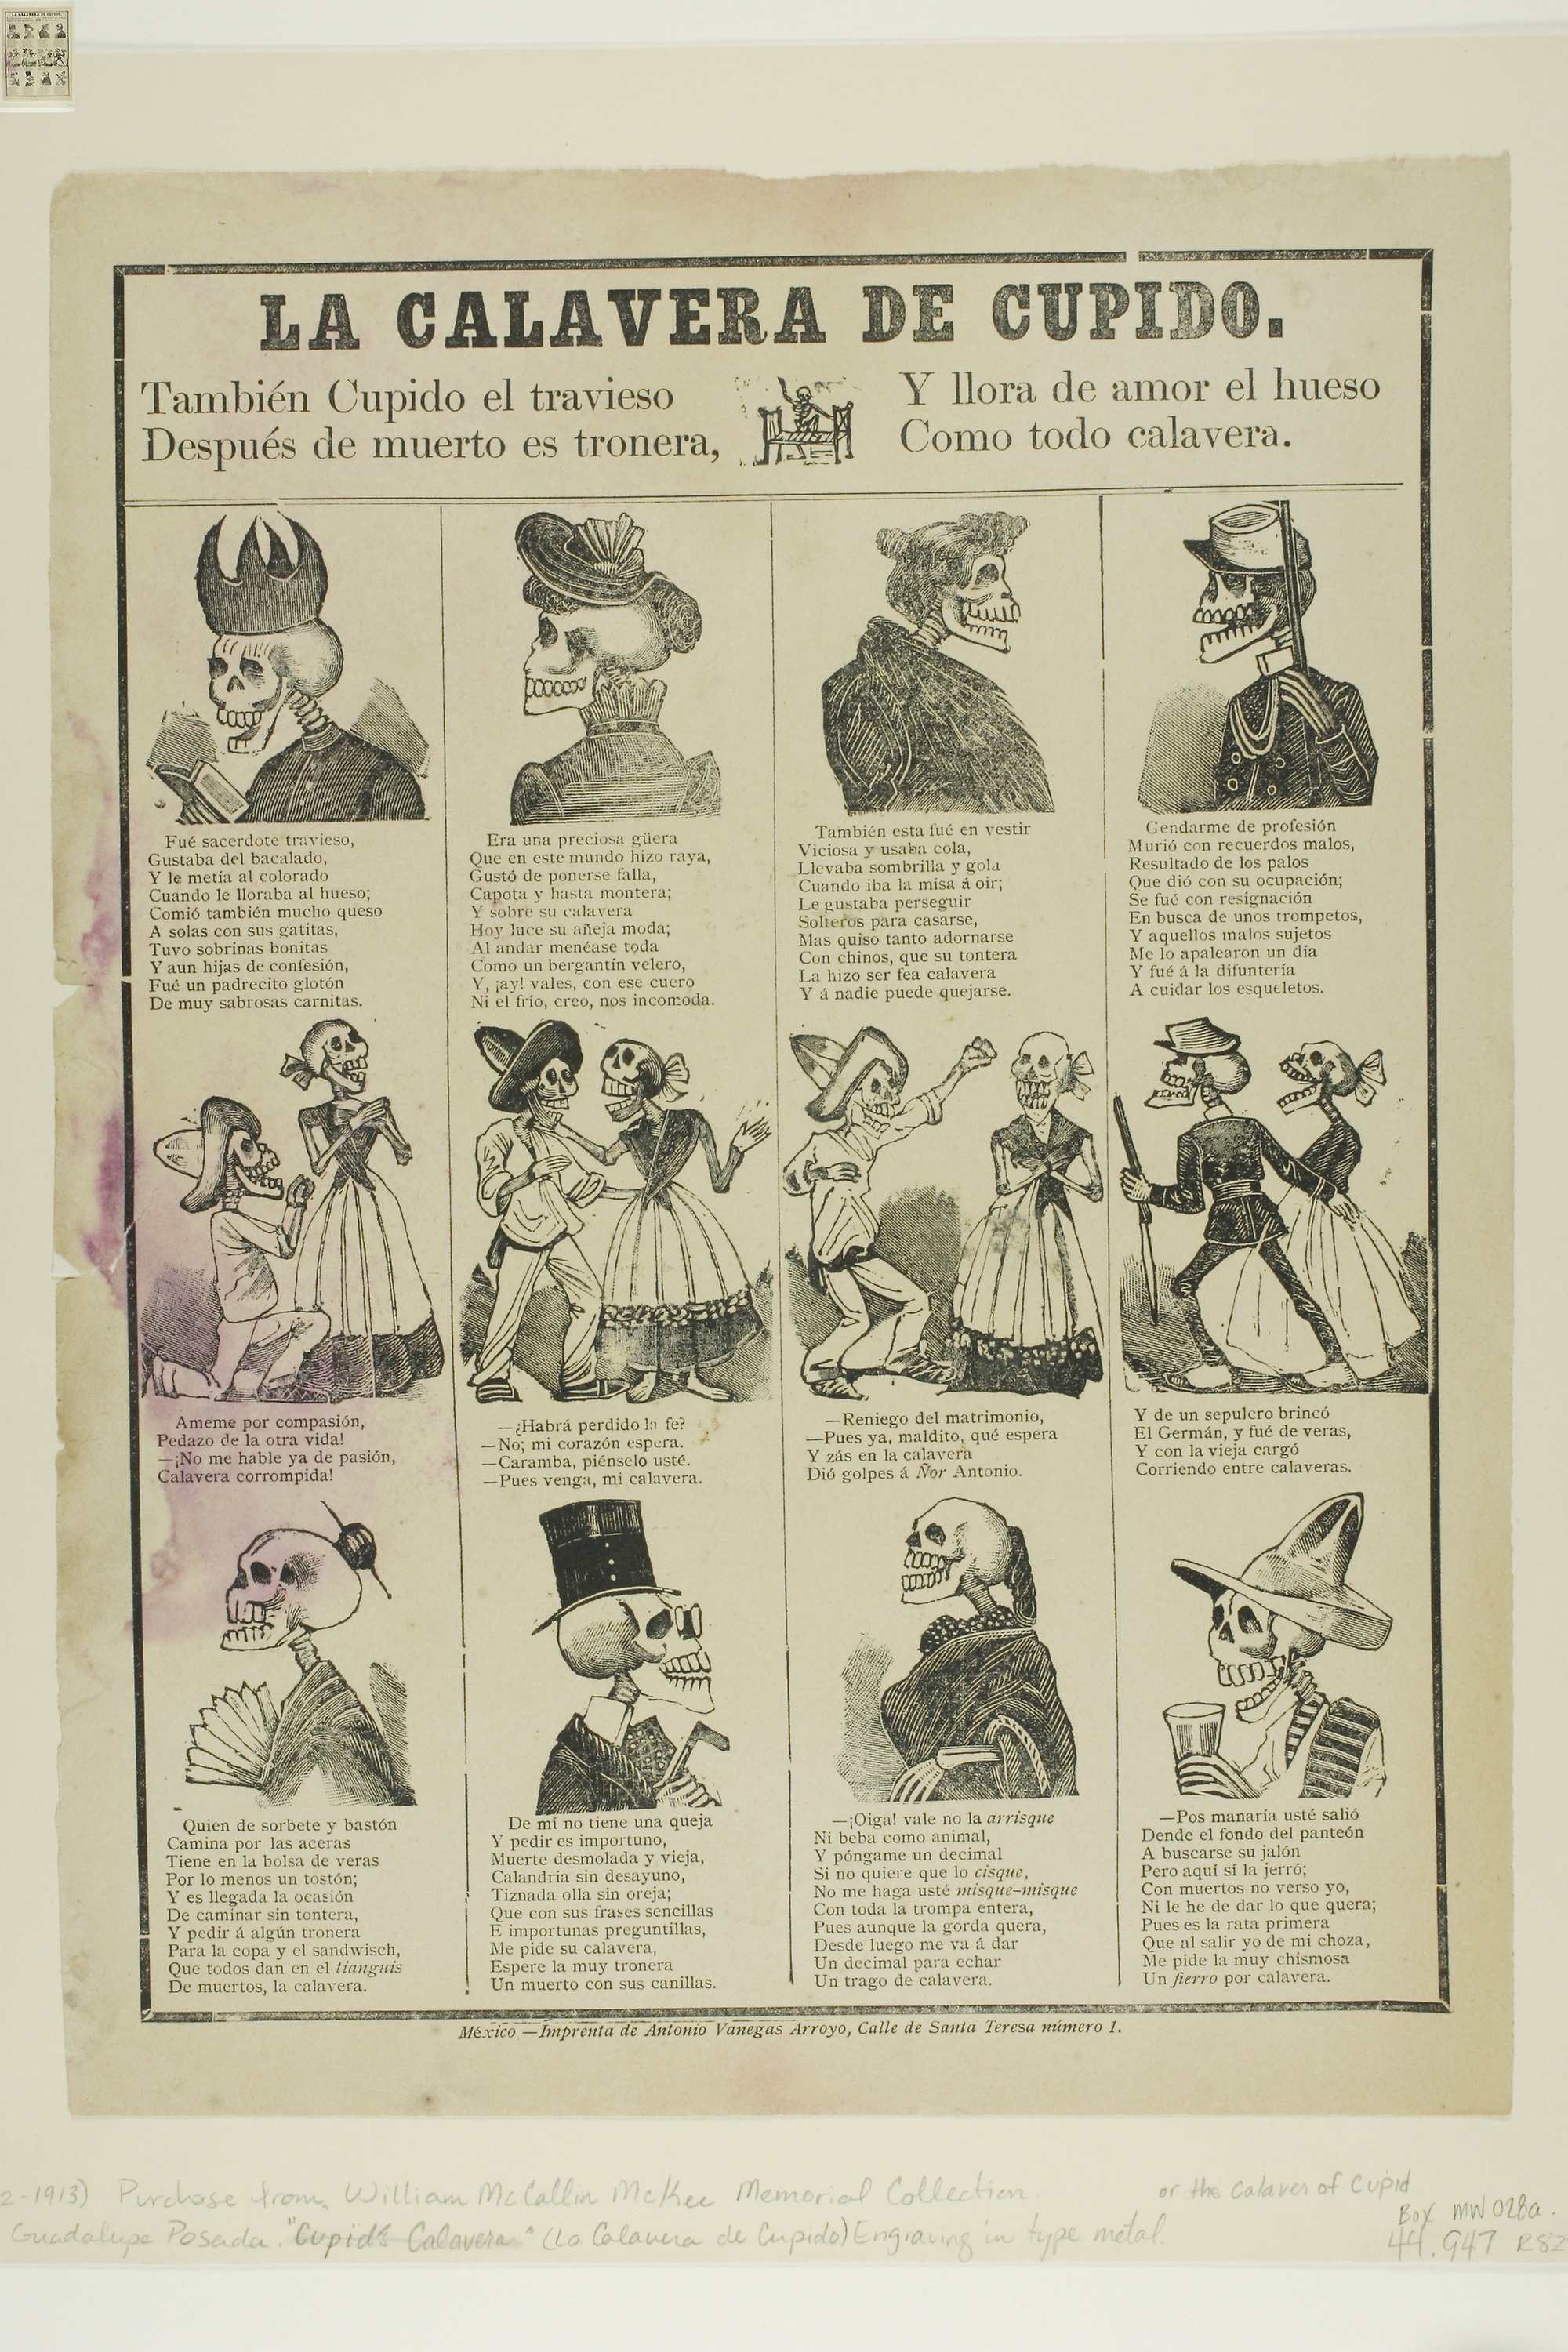 LA CALAVERA DE CUPIDO.
También Cupido el travieso
Después de muerto es tronera,
Y llora de amor el hueso
Como todo calavera.
Fué sacerdote travieso,
Gustaba del bacalado,
Y le metía al colorado
Cuando le lloraba al hueso;
Comió también mucho queso
A solas con sus gatitas,
Tuvo sobrinas bonitas
Y aun hijas de confesión,
Fué un padrecito glotón
De muy sabrosas carnitas.
Era una preciosa güera
Que en este mundo hizo raya,
Gustó de ponerse falla,
Capota y hasta montera;
Y sobre su calavera
Hoy luce su añeja moda;
Al andar menéase toda
Como un bergantín velero,
Y, ¡ay! vales, con ese cuero
Ni el frío, creo, nos incomoda.
También esta fué en vestir
Viciosa y usaba cola,
Llevaba sombrilla y gola
Cuando iba la misa á oir;
Le gustaba perseguir
Solteros para casarse,
Mas quiso tanto adornarse
Con chinos, que su tontera
La hizo ser fea calavera
Y á nadie puede quejarse.
Gendarme de profesión
Murió con recuerdos malos,
Resultado de los palos
Que dió con su ocupación;
Se fué con resignación
En busca de unos trompetos,
Y aquellos malos sujetos
Me lo apalearon un día
Y fué á la difuntería
A cuidar los esqueletos.
Ameme por compasión,
Pedazo de la otra vida!
—¡No me hable ya de pasión,
Calavera corrompida!
—¿Habrá perdido la fe?
—No; mi corazón espera.
—Caramba, piénselo usté.
—Pues venga, mi calavera.
—Reniego del matrimonio,
—Pues ya, maldito, qué espera
Y zás en la calavera
Dió golpes á Ñor Antonio.
Y de un sepulcro brincó
El Germán, y fué de veras,
Y con la vieja cargó
Corriendo entre calaveras.
Quien de sorbete y bastón
Camina por las aceras
Tiene en la bolsa de veras
Por lo menos un tostón;
Y es llegada la ocasión
De caminar sin tontera,
Y pedir á algún tronera
Para la copa y el sandwisch,
Que todos dan en el tianguis
De muertos, la calavera.
De mí no tiene una queja
Y pedir es importuno,
Muerte desmolada y vieja,
Calandria sin desayuno,
Tiznada olla sin oreja;
Que con sus frases sencillas
E importunas preguntillas,
Me pide su calavera,
Espere la muy tronera
Un muerto con sus canillas.
—¡Oiga! vale no la arrisque
Ni beba como animal,
Y póngame un decimal
Si no quiere que lo cisque,
No me haga usté misque-misque
Con toda la trompa entera,
Pues aunque la gorda quera,
Desde luego me va á dar
Un decimal para echar
Un trago de calavera.
—Pos manaria usté salió
Dende el fondo del panteón
A buscarse su jalón
Pero aquí sí la jerró;
Con muertos no verso yo,
Ni le he de dar lo que quera;
Pues es la rata primera
Que al salir yo de mi choza,
Me pide la muy chismosa
Un fierro por calavera.
México —Imprenta de Antonio Vanegas Arroyo, Calle de Santa Teresa número 1.
2-1913) Purchase from, William McCallin McKee Memorial Collection
or the calaver of Cupid
Guadalupe Posada. "Cupid's Calavera" (La Calavera de Cupido) Engraving in type metal.
Box MW028a.
44.947 R82